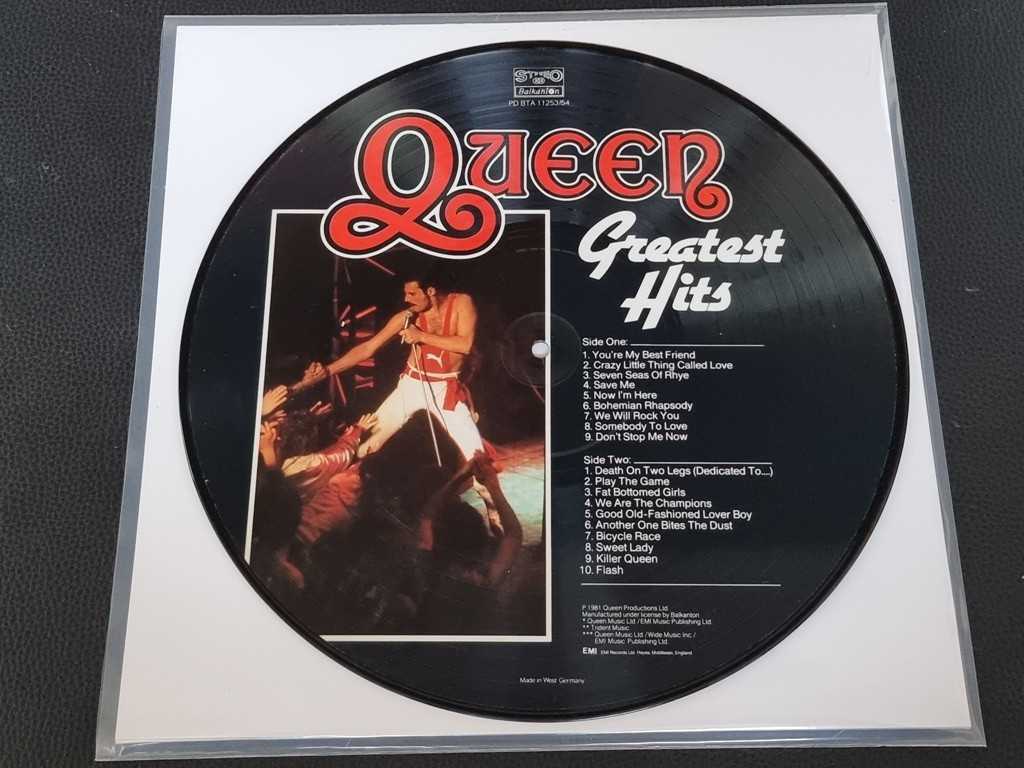 STEREO
Balkanton
PD BTA 11253/54
QUEEN
Greatest
Hits
Side One:
1. You're My Best Friend
2. Crazy Little Thing Called Love
3. Seven Seas Of Rhye
4. Save Me
5. Now I'm Here
6. Bohemian Rhapsody
7. We Will Rock You
8. Somebody To Love
9. Don't Stop Me Now
Side Two:
1. Death On Two Legs (Dedicated To...)
2. Play The Game
3. Fat Bottomed Girls
4. We Are The Champions
5. Good Old-Fashioned Lover Boy
6. Another One Bites The Dust
7. Bicycle Race
8. Sweet Lady
9. Killer Queen
10. Flash
P 1981 Queen Productions Ltd.
Manufactured under license by Balkanton
* Queen Music Ltd / EMI Music Publishing Ltd.
** Trident Music
*** Queen Music Ltd / Wide Music Inc /
EMI Music Publishing Ltd.
EMI EMI Records Ltd. Hayes, Middlesex, England.
Made in West Germany